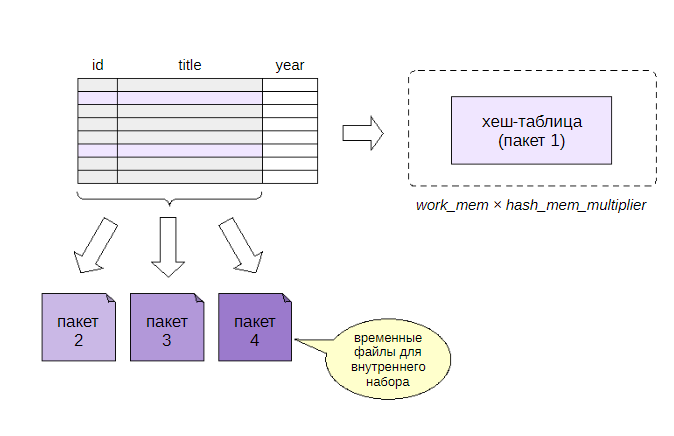 id title year
хеш-таблица
(пакет 1)
work_mem × hash_mem_multiplier
пакет
2
пакет
3
пакет
4
временные
файлы для
внутреннего
набора